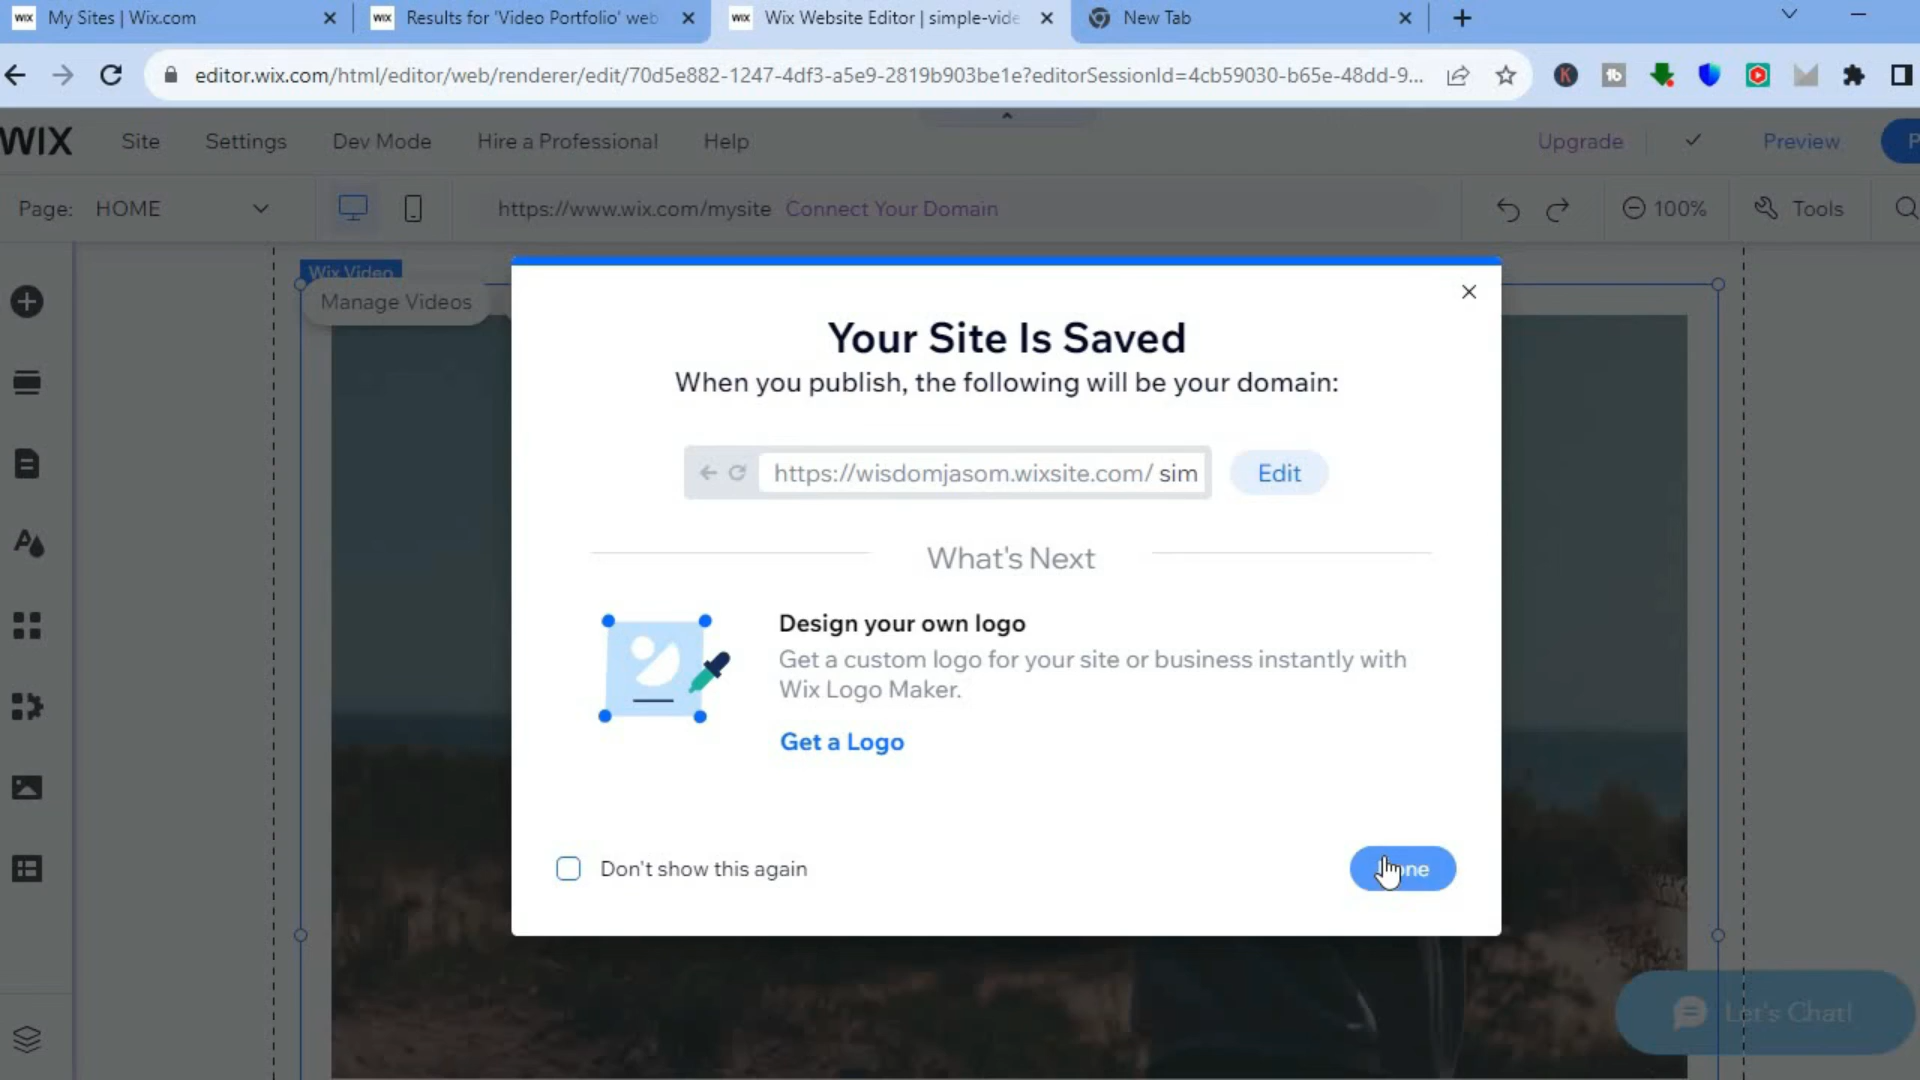 WIX My Sites | Wix.com
WIX Results for 'Video Portfolio' web
WIX Wix Website Editor | simple-vide
New Tab
editor.wix.com/html/editor/web/renderer/edit/70d5e882-1247-4df3-a5e9-2819b903be1e?editorSessionId=4cb59030-b65e-48dd-9...
WIX Site Settings Dev Mode Hire a Professional Help Upgrade Preview P
Page: HOME https://www.wix.com/mysite Connect Your Domain 100% Tools
Wix Video
Manage Videos
Your Site Is Saved
When you publish, the following will be your domain:
https://wisdomjasom.wixsite.com/ sim Edit
What's Next
Design your own logo
Get a custom logo for your site or business instantly with
Wix Logo Maker.
Get a Logo
Don't show this again
Let's Chat!